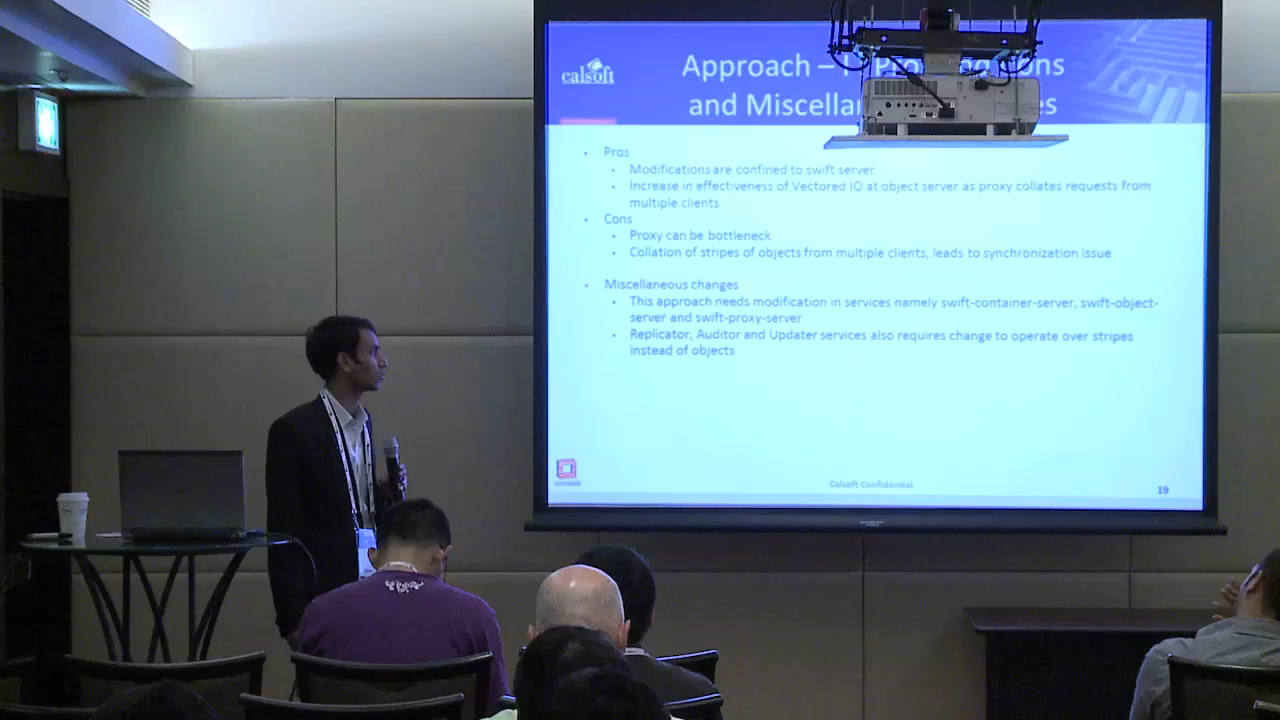 calsoft
Approach –
and Miscella
Pros
Modifications are confined to swift server
Increase in effectiveness of Vectored IO at object server as proxy collates requests from
multiple clients
Cons
Proxy can be bottleneck
Collation of stripes of objects from multiple clients, leads to synchronization issue
Miscellaneous changes
This approach needs modification in services namely swift-container-server, swift-object-
server and swift-proxy-server
Replicator, Auditor and Updater services also requires change to operate over stripes
instead of objects
Calsoft Confidential
19